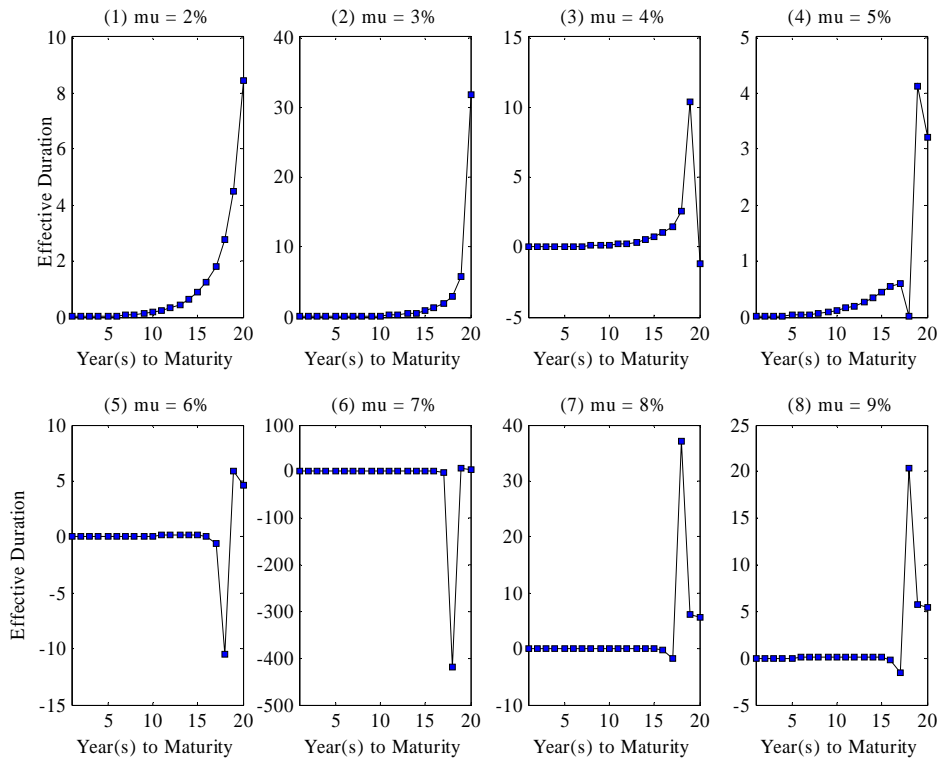 (1) mu = 2%
(2) mu = 3%
(3) mu = 4%
(4) mu = 5%
10
8
6
4
2
0
40
30
20
10
0
15
10
5
0
-5
5
4
3
2
1
0
Effective Duration
5 10 15 20
5 10 15 20
5 10 15 20
5 10 15 20
Year(s) to Maturity
Year(s) to Maturity
Year(s) to Maturity
Year(s) to Maturity
(5) mu = 6%
(6) mu = 7%
(7) mu = 8%
(8) mu = 9%
10
5
0
-5
-10
-15
100
0
-100
-200
-300
-400
-500
40
30
20
10
0
-10
25
20
15
10
5
0
-5
Effective Duration
5 10 15 20
5 10 15 20
5 10 15 20
5 10 15 20
Year(s) to Maturity
Year(s) to Maturity
Year(s) to Maturity
Year(s) to Maturity